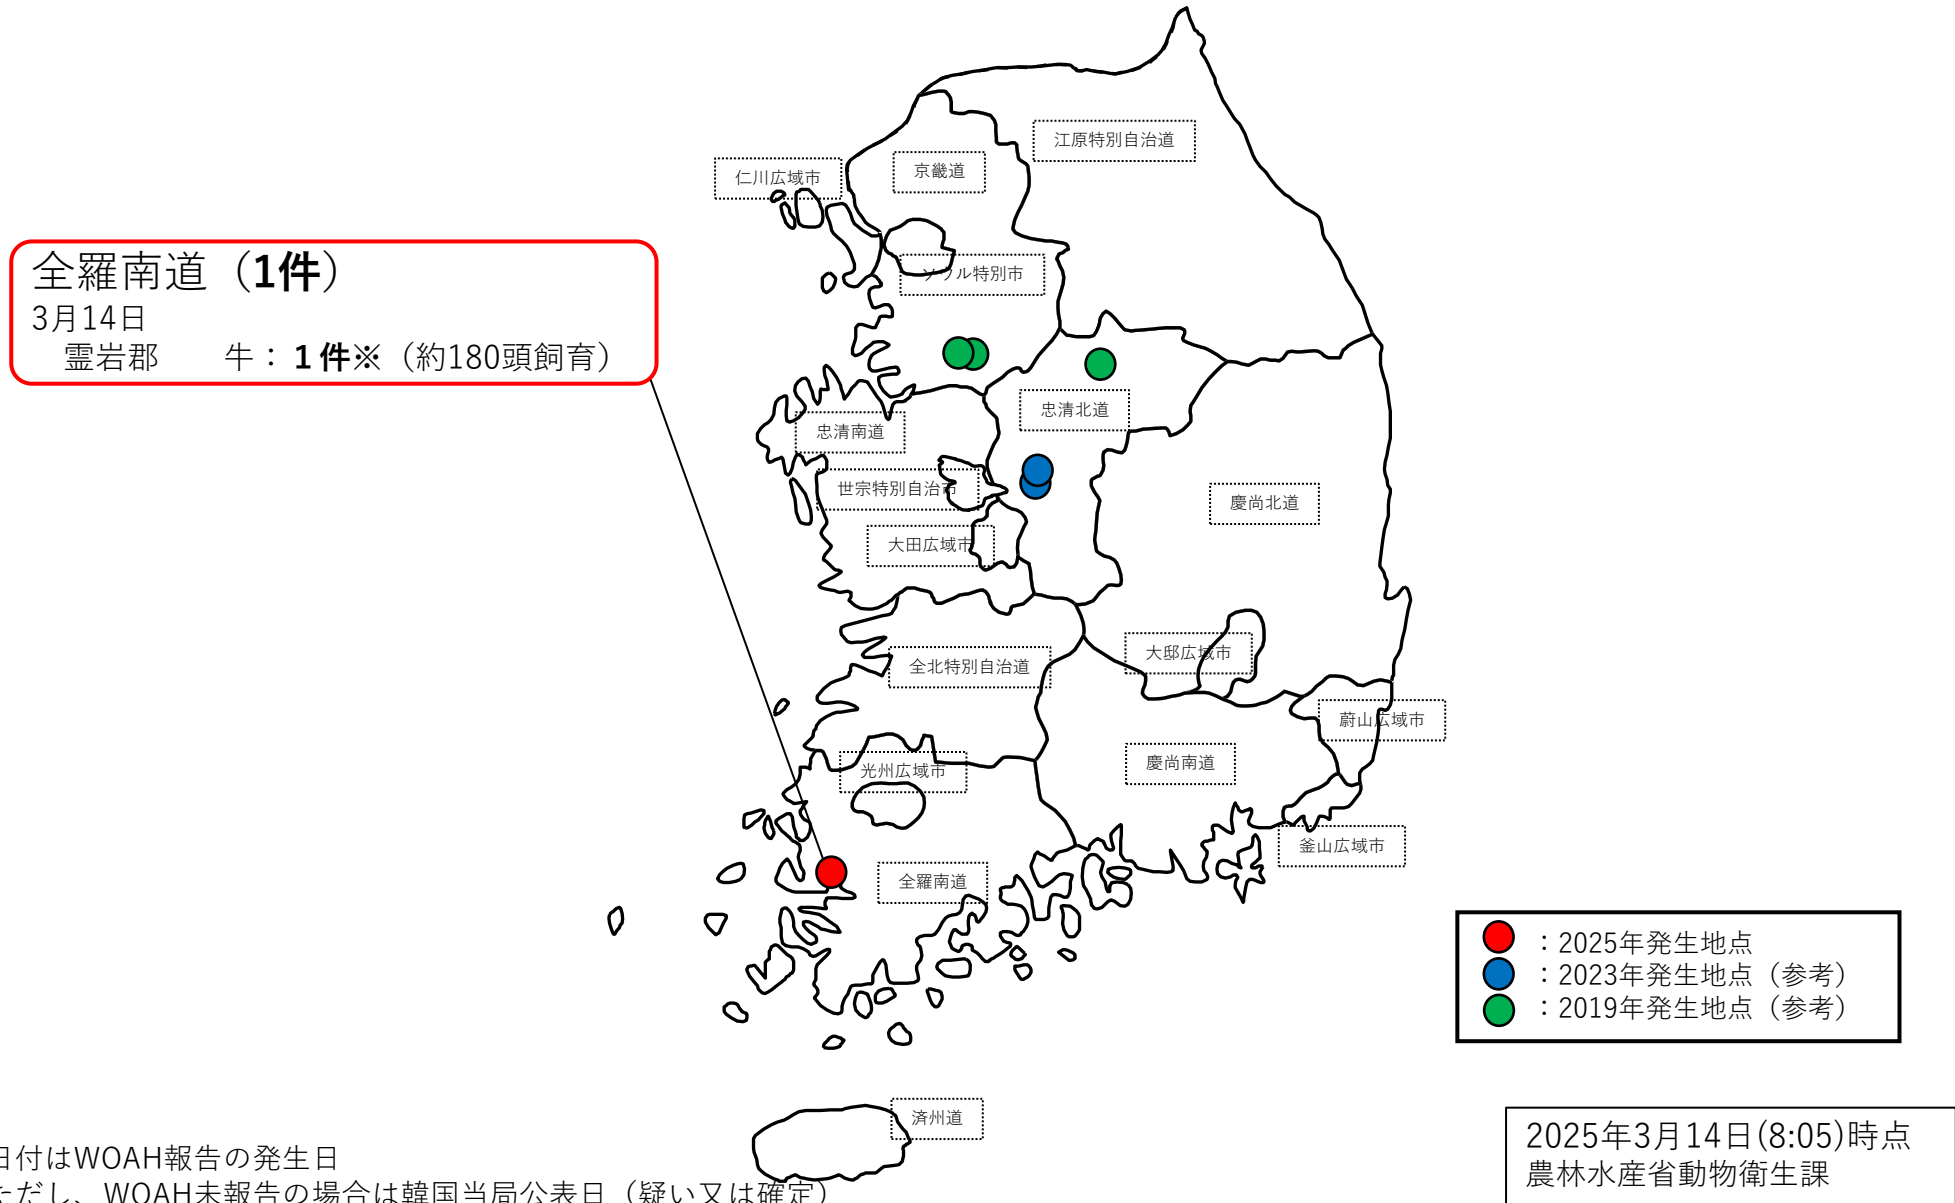 江原特別自治道
京畿道
仁川広域市
全羅南道（1件）
3月14日
霊岩郡　　牛：1件※（約180頭飼育）
ソウル特別市
忠清北道
忠清南道
世宗特別自治市
慶尚北道
大田広域市
大邱広域市
全北特別自治道
蔚山広域市
慶尚南道
光州広域市
釜山広域市
全羅南道
：2025年発生地点
：2023年発生地点（参考）
：2019年発生地点（参考）
済州道
日付はWOAH報告の発生日
ただし、WOAH未報告の場合は韓国当局公表日（疑い又は確定）
2025年3月14日(8:05)時点
農林水産省動物衛生課